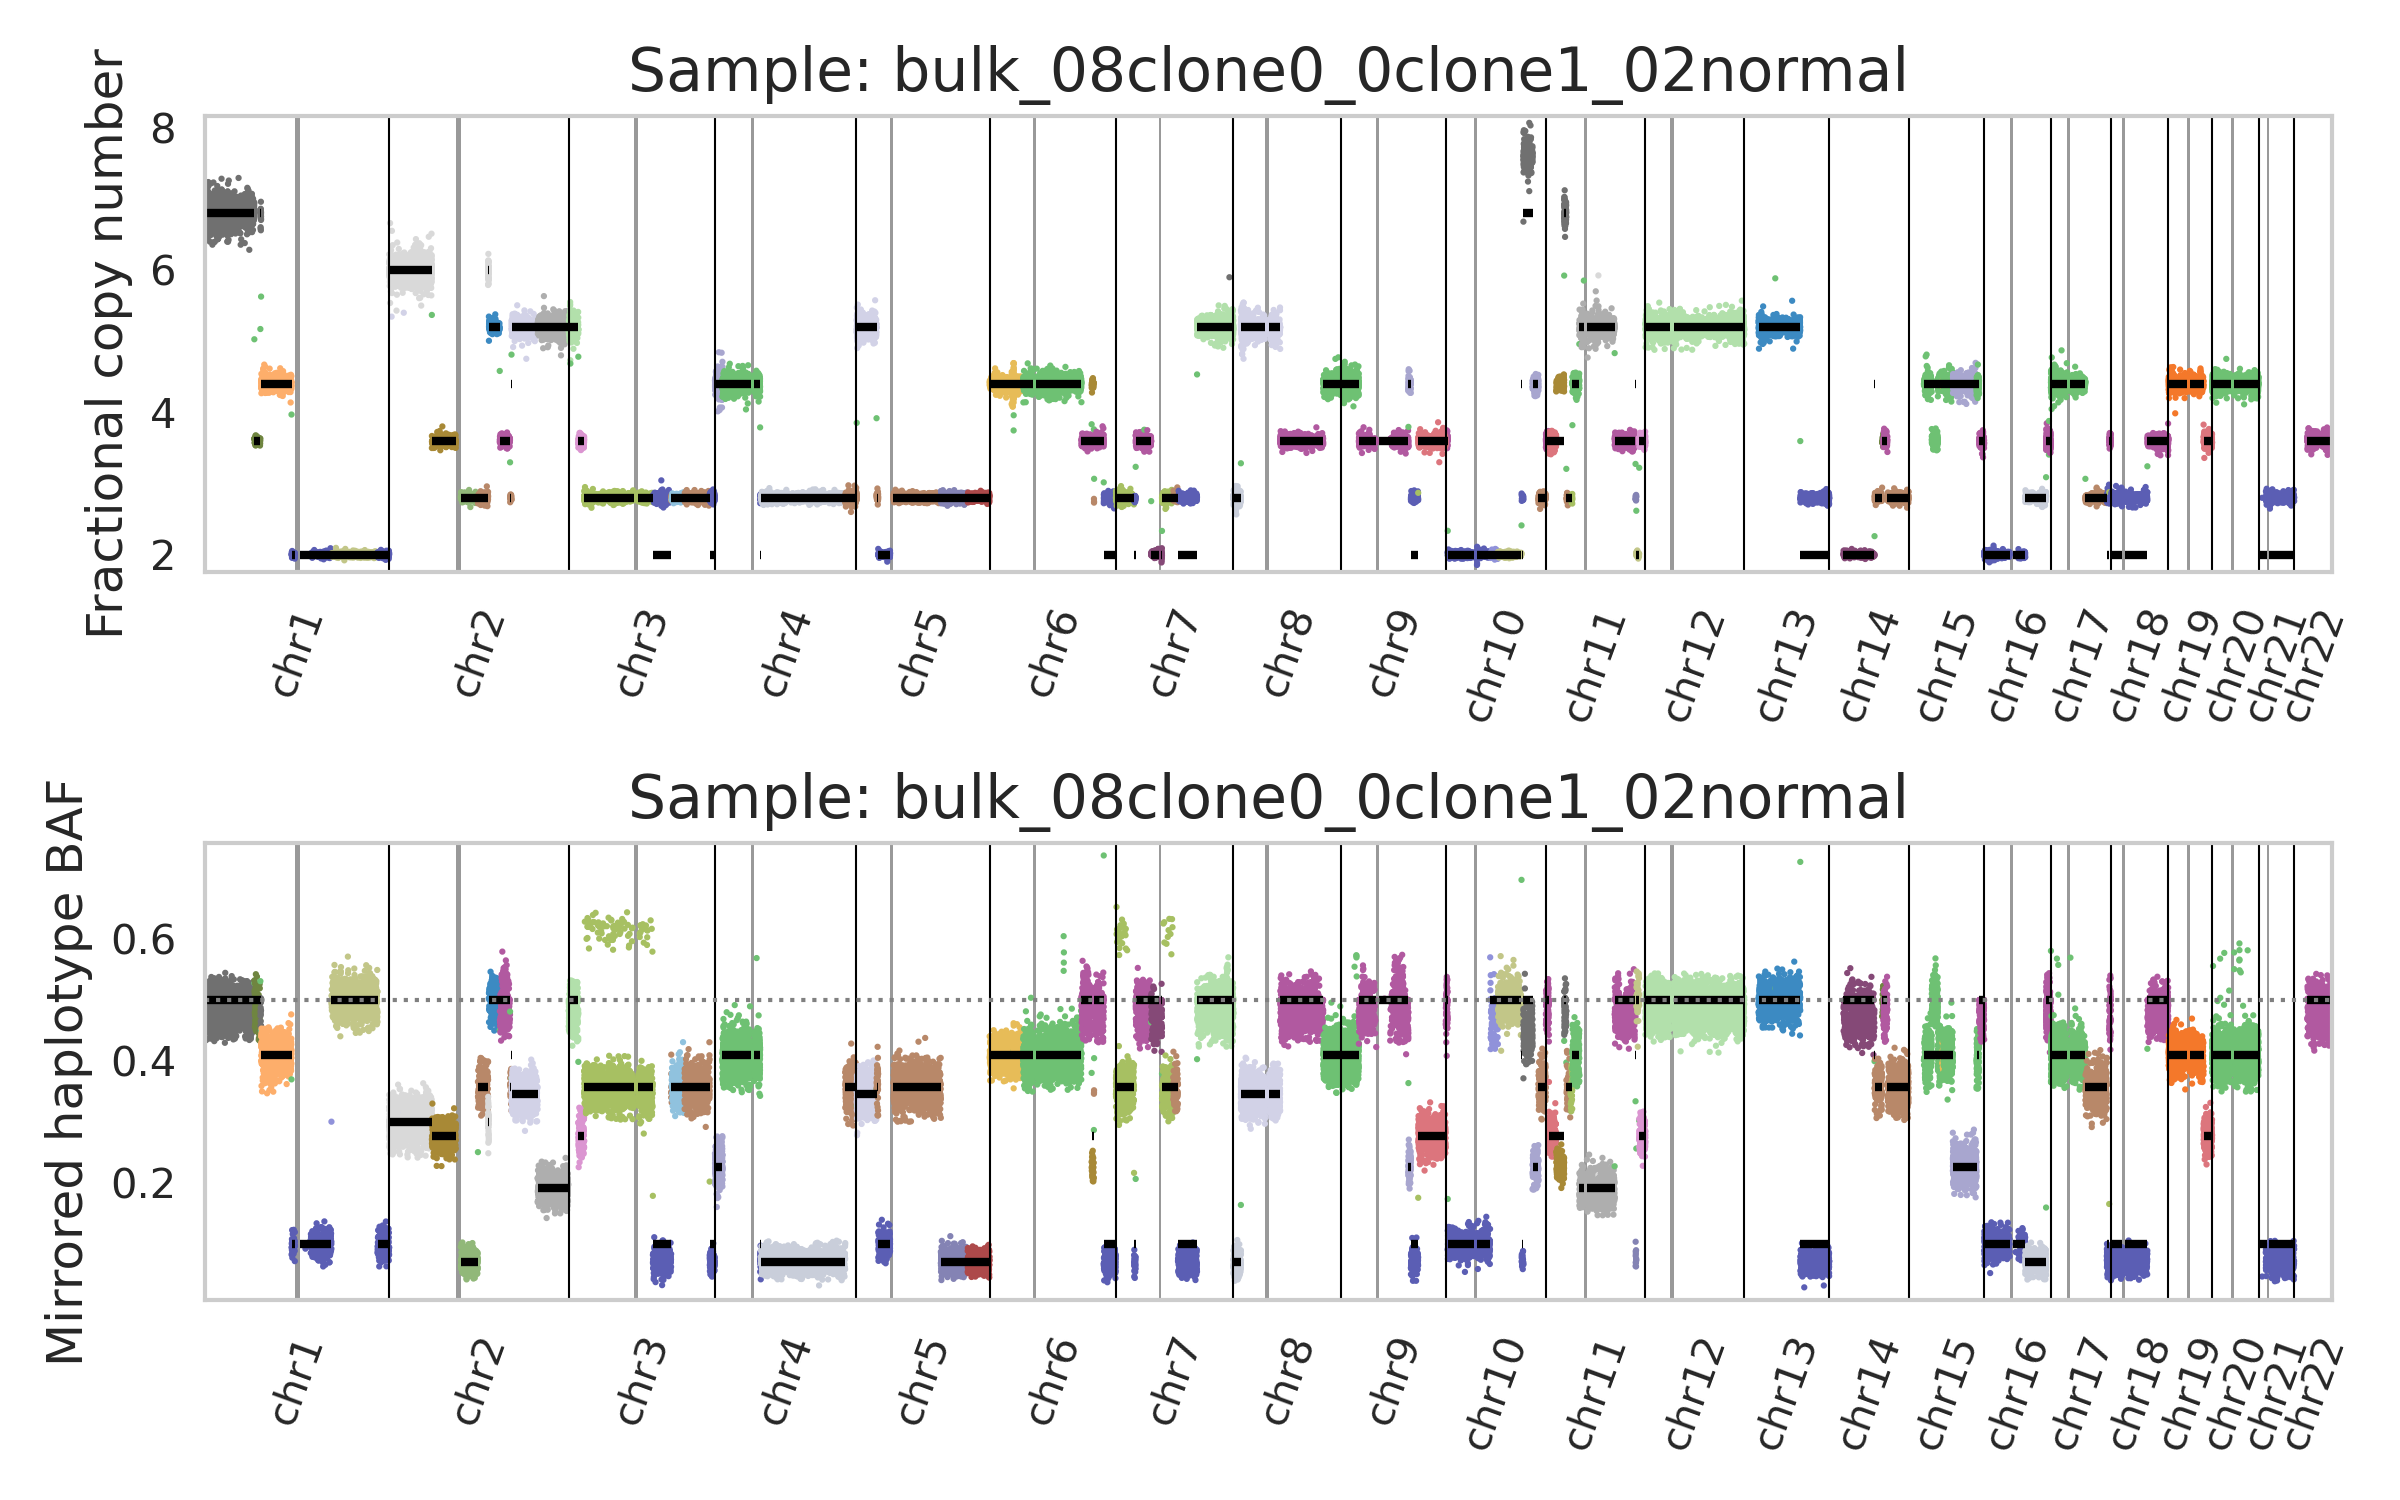 Sample: bulk_08clone0_0clone1_02normal
Fractional copy number
8
6
4
2
chr1
chr2
chr3
chr4
chr5
chr6
chr7
chr8
chr9
chr10
chr11
chr12
chr13
chr14
chr15
chr16
chr17
chr18
chr19
chr20
chr21
chr22
Sample: bulk_08clone0_0clone1_02normal
Mirrored haplotype BAF
0.6
0.4
0.2
chr1
chr2
chr3
chr4
chr5
chr6
chr7
chr8
chr9
chr10
chr11
chr12
chr13
chr14
chr15
chr16
chr17
chr18
chr19
chr20
chr21
chr22